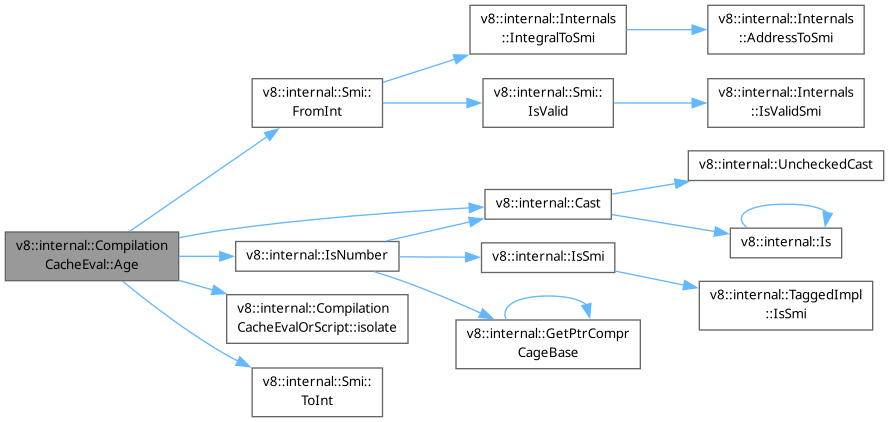 v8::internal::Internals
::IntegralToSmi
v8::internal::Internals
::AddressToSmi
v8::internal::Smi::
FromInt
v8::internal::Smi::
IsValid
v8::internal::Internals
::IsValidSmi
v8::internal::UncheckedCast
v8::internal::Cast
v8::internal::Is
v8::internal::Compilation
CacheEval::Age
v8::internal::IsNumber
v8::internal::IsSmi
v8::internal::TaggedImpl
::IsSmi
v8::internal::Compilation
CacheEvalOrScript::isolate
v8::internal::GetPtrCompr
CageBase
v8::internal::Smi::
ToInt